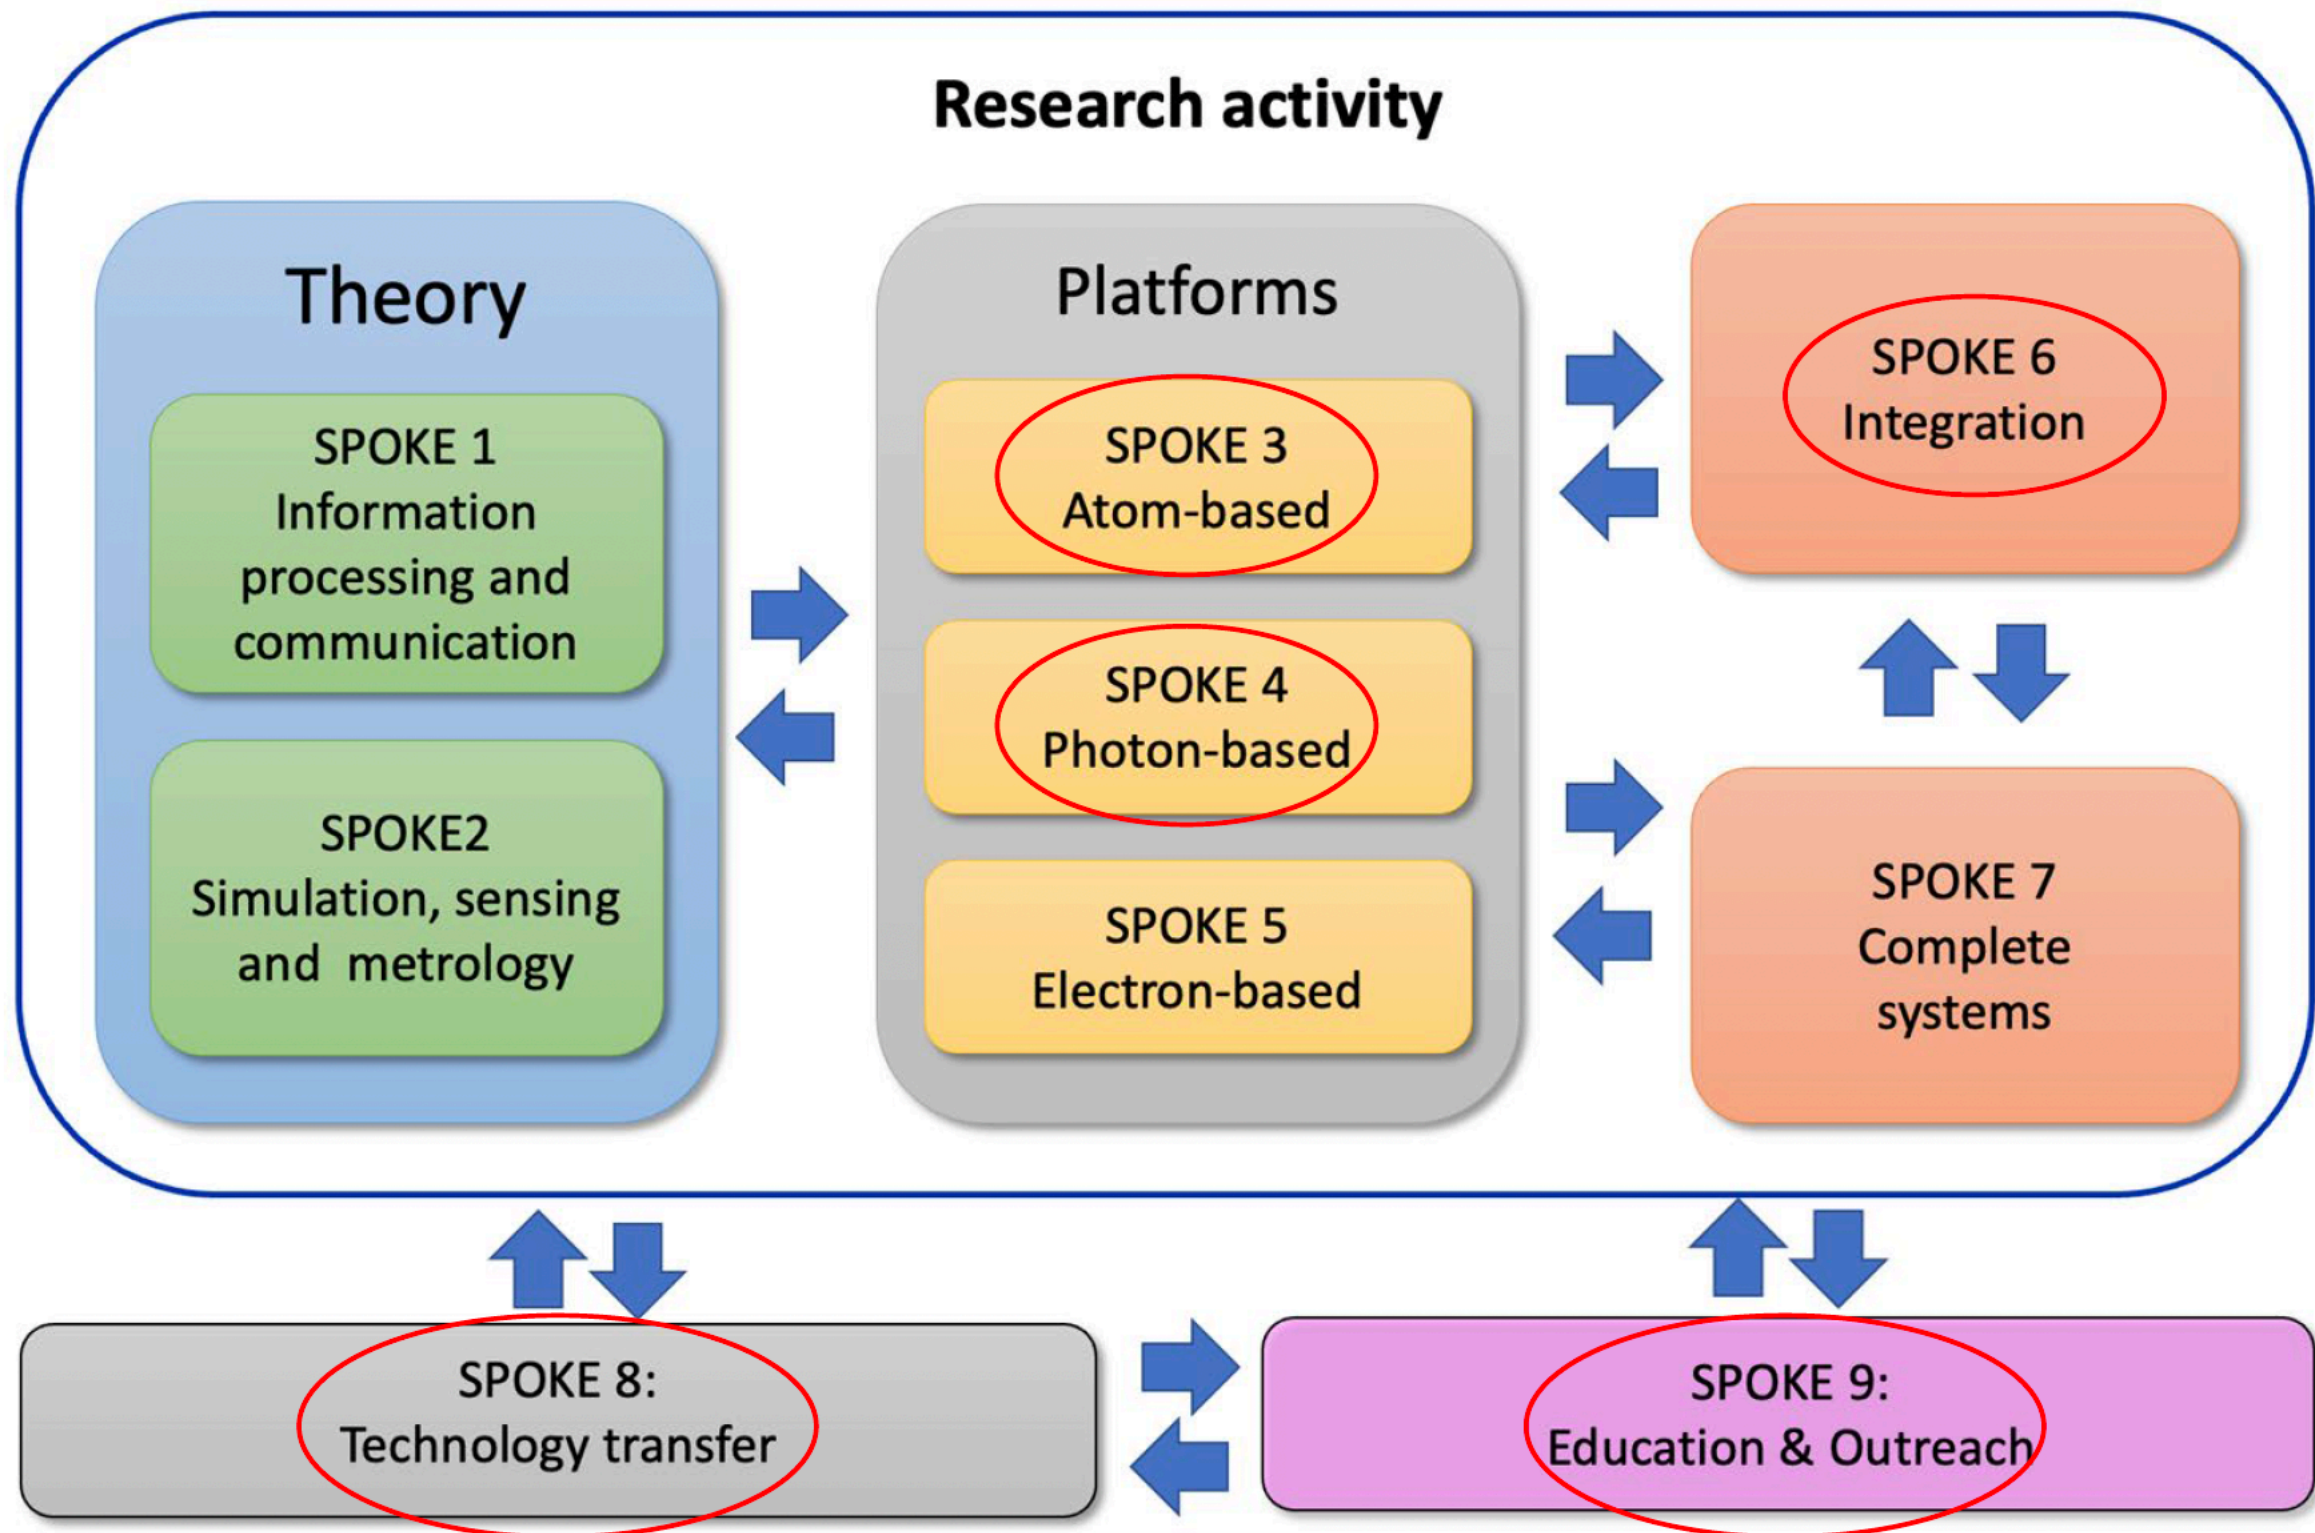 Research activity
Theory
SPOKE 1
Information
processing and
communication
SPOKE2
Simulation, sensing
and metrology
Platforms
SPOKE 3
Atom-based
SPOKE 4
Photon-based
SPOKE 5
Electron-based
SPOKE 6
Integration
SPOKE 7
Complete
systems
SPOKE 8:
Technology transfer
SPOKE 9:
Education & Outreach